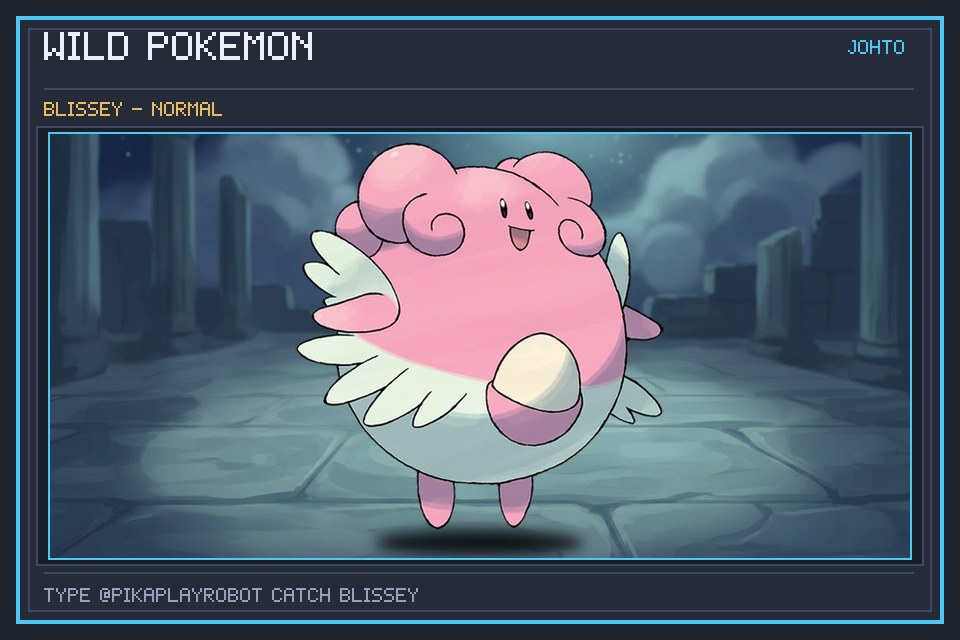 WILD POKEMON
JOHTO
BLISSEY - NORMAL
TYPE @PIKAPLAYROBOT CATCH BLISSEY